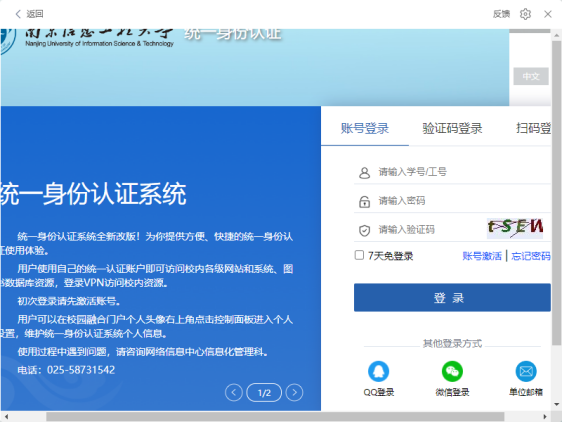 返回
反馈
南京信息工程大学 统一身份认证
Nanjing University of Information Science & Technology
中文
账号登录 验证码登录 扫码登
请输入学号/工号
统一身份认证系统
请输入密码
统一身份认证系统全新改版！为你提供方便、快捷的统一身份认
证使用体验。
请输入验证码 tSEW
7天免登录 账号激活 | 忘记密码
用户使用自己的统一认证账户即可访问校内各级网站和系统、图
书数据库资源，登录VPN访问校内资源。
初次登录请先激活账号。
登 录
用户可以在校园融合门户个人头像右上角点击控制面板进入个人
设置，维护统一身份认证系统个人信息。
使用过程中遇到问题，请咨询网络信息中心信息化管理科。
电话：025-58731542
其他登录方式
1/2
QQ登录 微信登录 单位邮箱